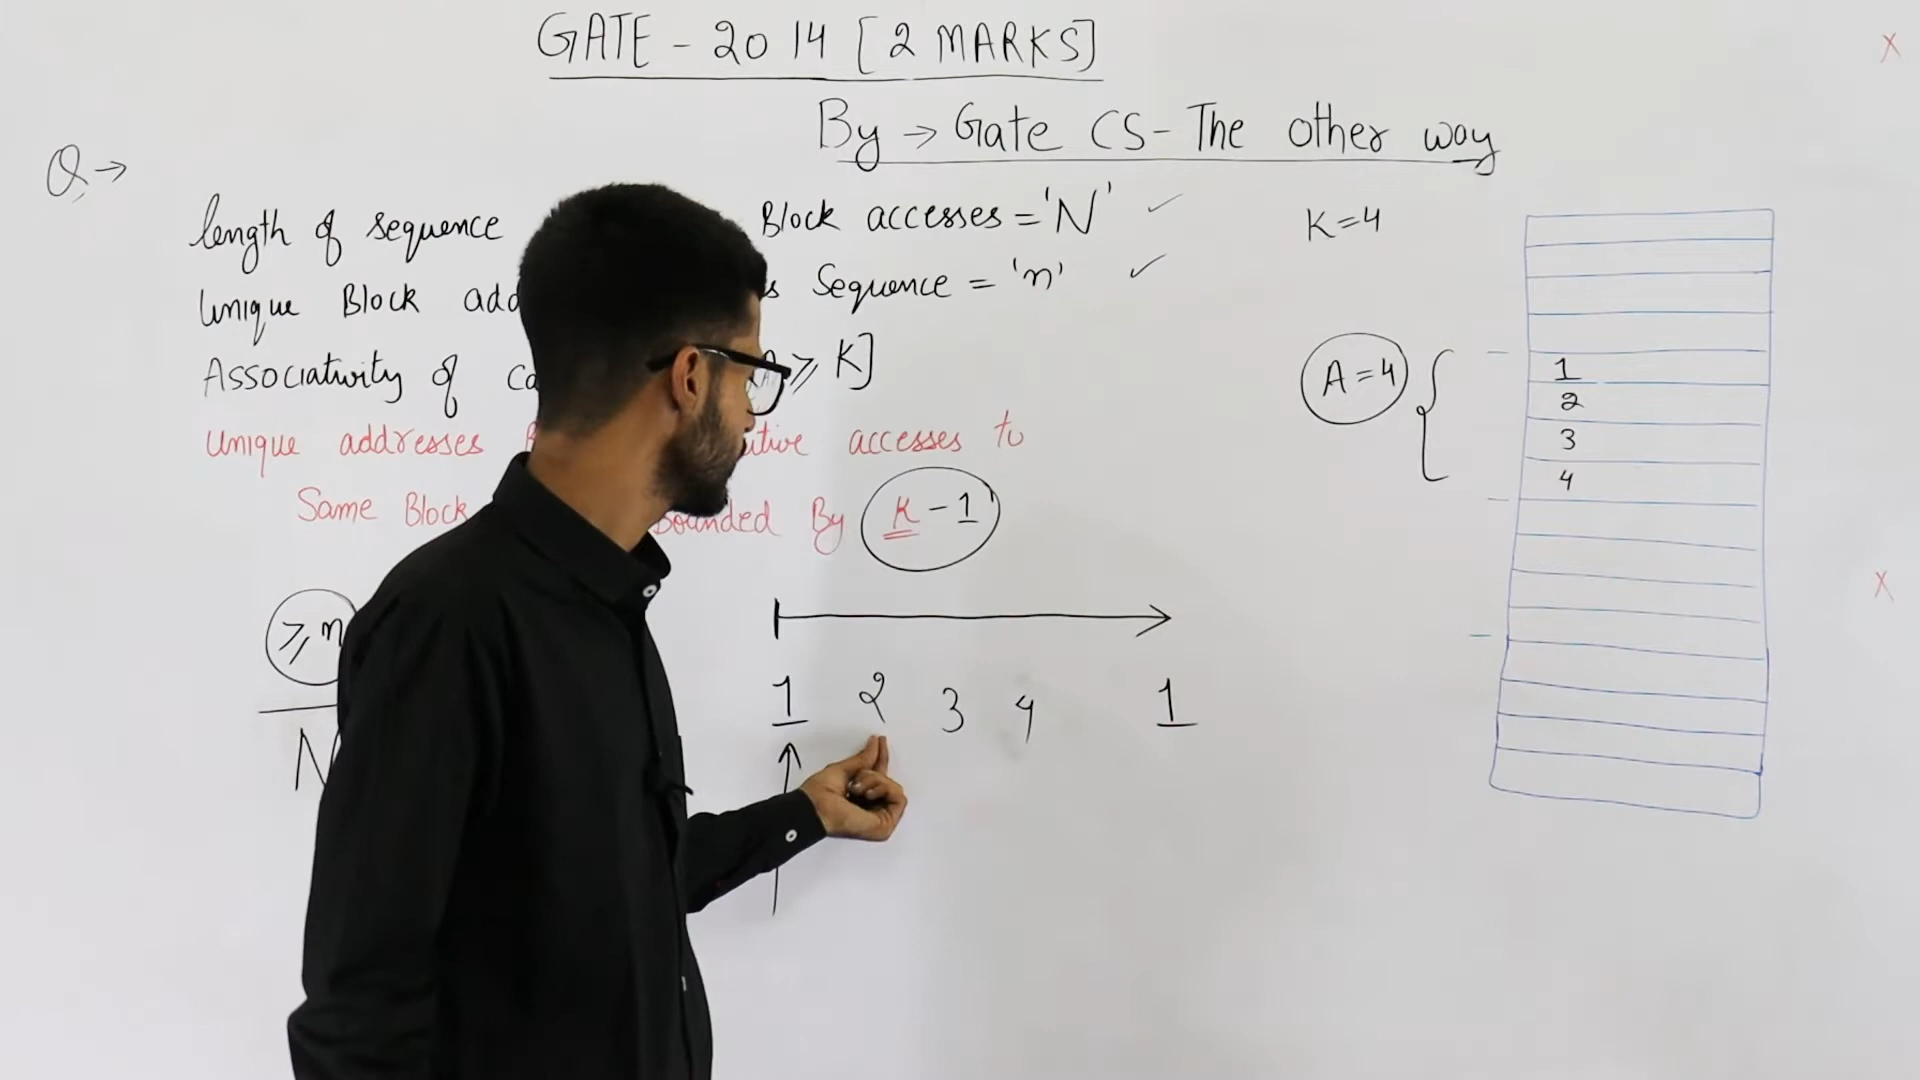 GATE - 2014 [2 MARKS]
By → Gate CS - The other way
Q →
length of sequence Block accesses = 'N' ✓
Unique Block Sequence = 'n' ✓
Associativity of ≥ K]
Unique addresses accesses to
Same Block Bounded By K - 1
≥ n
N
1 2 3 4 1
K = 4
A = 4 {
1
2
3
4
X
X